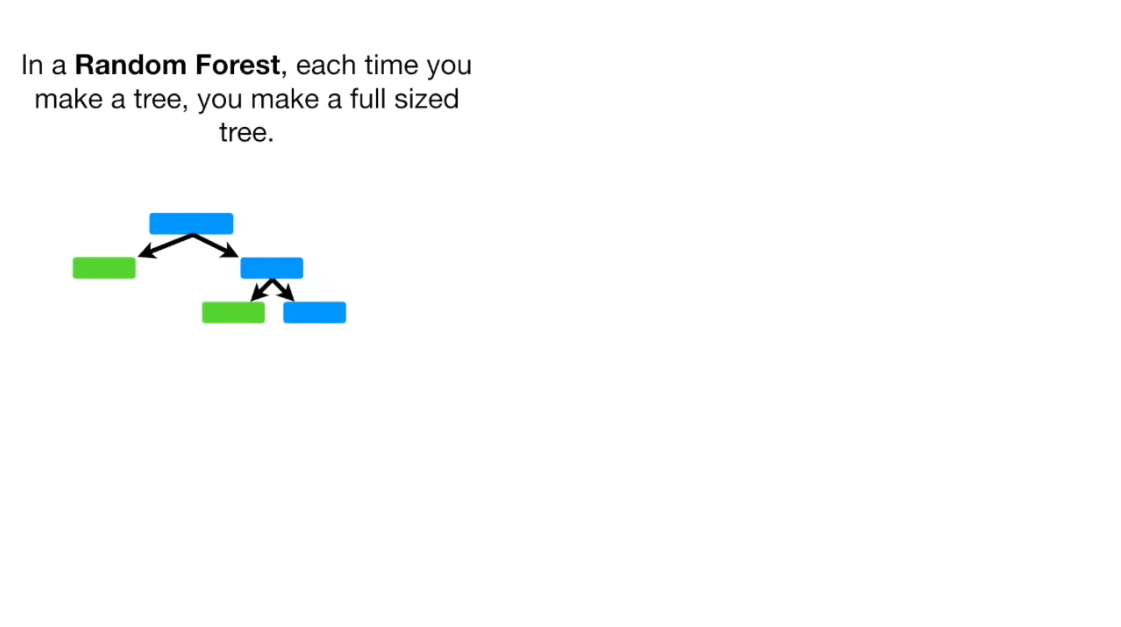 In a Random Forest, each time you
make a tree, you make a full sized
tree.